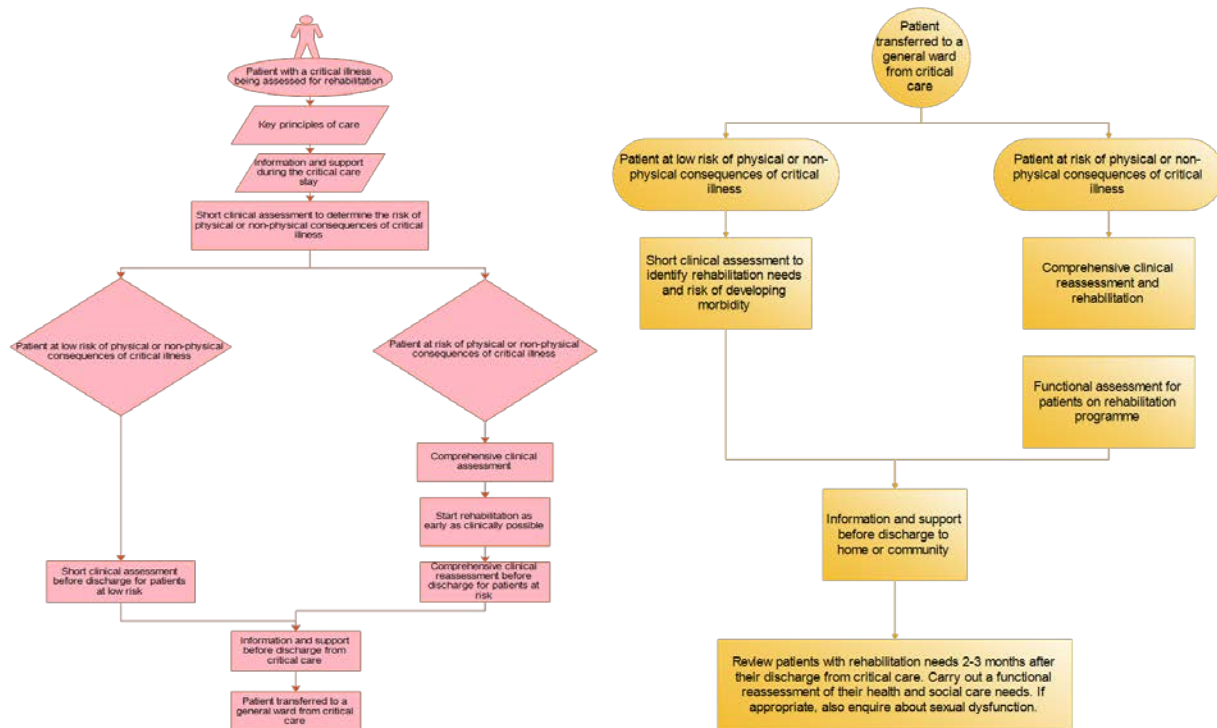 Patient with a critical illness
being assessed for rehabilitation
Key principles of care
Information and support
during the critical care
stay
Short clinical assessment to determine the risk of
physical or non-physical consequences of critical
illness
Patient at low risk of physical or non-physical
consequences of critical illness
Patient at risk of physical or non-physical
consequences of critical illness
Comprehensive clinical
assessment
Start rehabilitation as
early as clinically possible
Short clinical assessment
before discharge for patients
at low risk
Comprehensive clinical
reassessment before
discharge for patients at
risk
Information and support
before discharge from
critical care
Patient transferred to a
general ward from critical
care
Patient
transferred to a
general ward
from critical
care
Patient at low risk of physical or non-
physical consequences of critical
illness
Patient at risk of physical or non-
physical consequences of critical
illness
Short clinical assessment to
identify rehabilitation needs
and risk of developing
morbidity
Comprehensive clinical
reassessment and
rehabilitation
Functional assessment for
patients on rehabilitation
programme
Information and support
before discharge to
home or community
Review patients with rehabilitation needs 2-3 months after
their discharge from critical care. Carry out a functional
reassessment of their health and social care needs. If
appropriate, also enquire about sexual dysfunction.